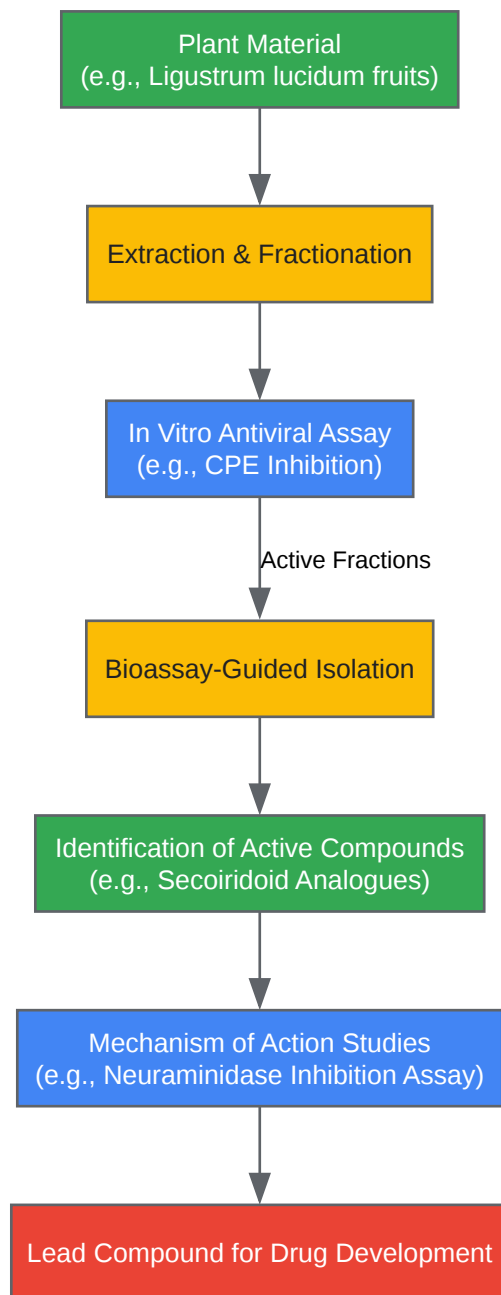 Plant Material
(e.g., Ligustrum lucidum fruits)
Extraction & Fractionation
In Vitro Antiviral Assay
(e.g., CPE Inhibition)
Active Fractions
Bioassay-Guided Isolation
Identification of Active Compounds
(e.g., Secoiridoid Analogues)
Mechanism of Action Studies
(e.g., Neuraminidase Inhibition Assay)
Lead Compound for Drug Development